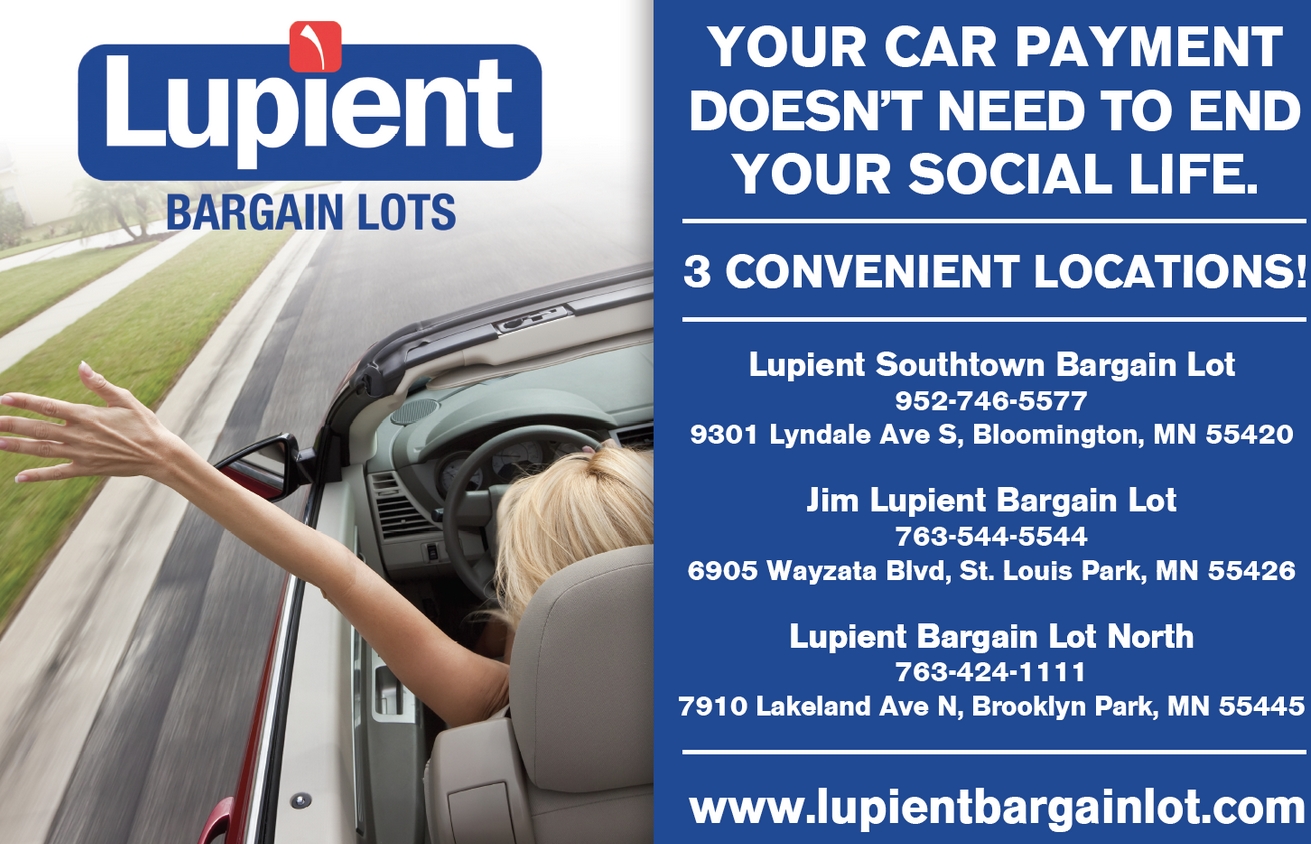 Lupient
BARGAIN LOTS
YOUR CAR PAYMENT
DOESN'T NEED TO END
YOUR SOCIAL LIFE.
3 CONVENIENT LOCATIONS!
Lupient Southtown Bargain Lot
952-746-5577
9301 Lyndale Ave S, Bloomington, MN 55420
Jim Lupient Bargain Lot
763-544-5544
6905 Wayzata Blvd, St. Louis Park, MN 55426
Lupient Bargain Lot North
763-424-1111
7910 Lakeland Ave N, Brooklyn Park, MN 55445
www.lupientbargainlot.com